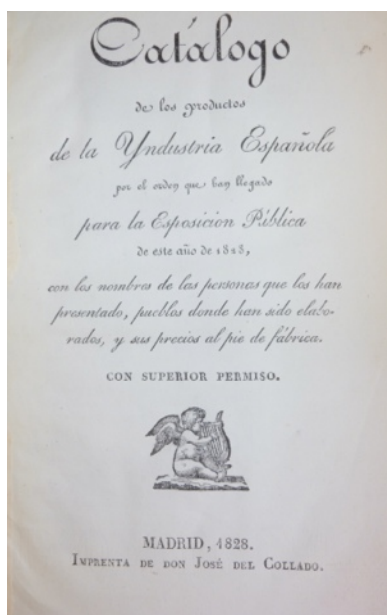 Catálogo
de los productos
de la Yndustria Española
por el orden que han llegado
para la Esposicion Pública
de este año de 1828,
con los nombres de las personas que los han
presentado, pueblos donde han sido elabo-
rados, y sus precios al pie de fábrica.
CON SUPERIOR PERMISO.
MADRID, 1828.
IMPRENTA DE DON JOSÉ DEL COLLADO.